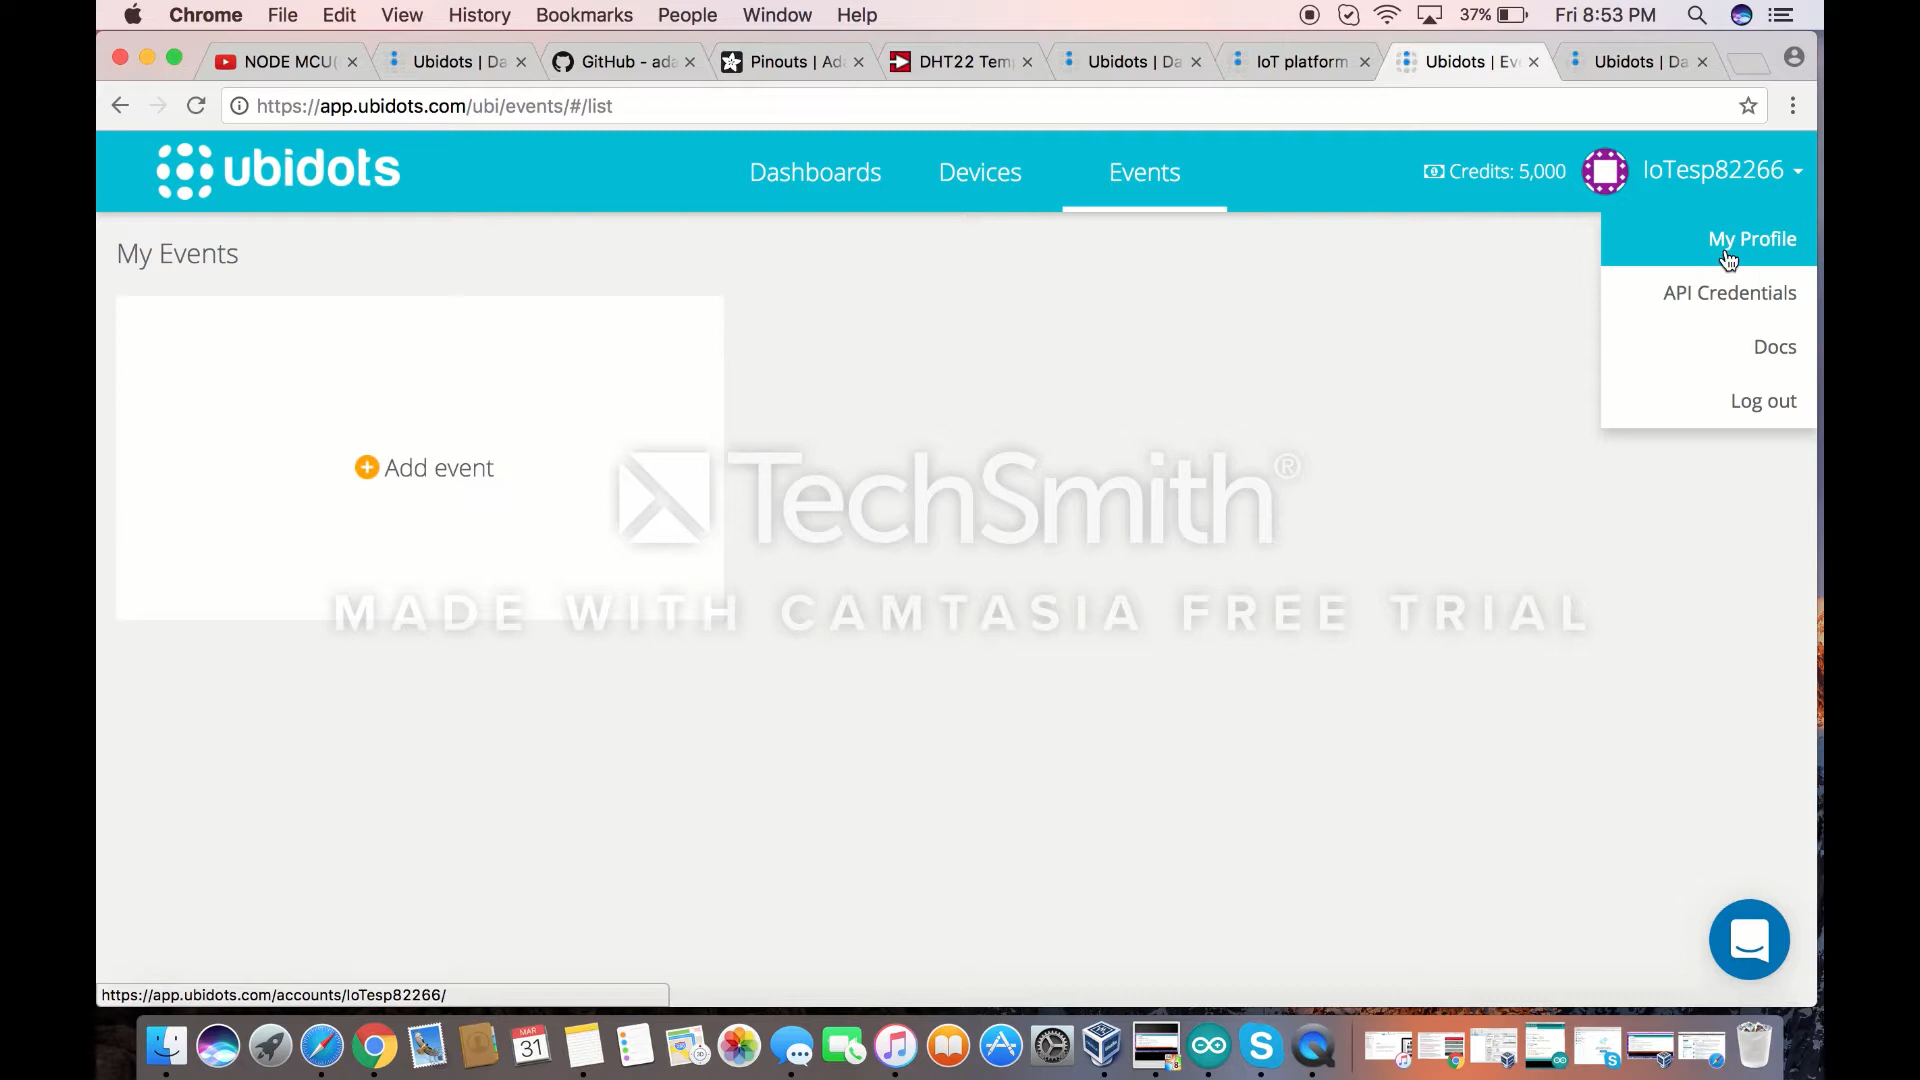 Chrome File Edit View History Bookmarks People Window Help 37% Fri 8:53 PM
NODE MCU( Ubidots | Da GitHub - ada Pinouts | Ad DHT22 Tem Ubidots | Da IoT platform Ubidots | Eve Ubidots | Da
https://app.ubidots.com/ubi/events/#/list
ubidots Dashboards Devices Events Credits: 5,000 IoTesp82266
My Profile
My Events
API Credentials
Docs
Log out
Add event
TechSmith®
MADE WITH CAMTASIA FREE TRIAL
https://app.ubidots.com/accounts/IoTesp82266/
MAR
31